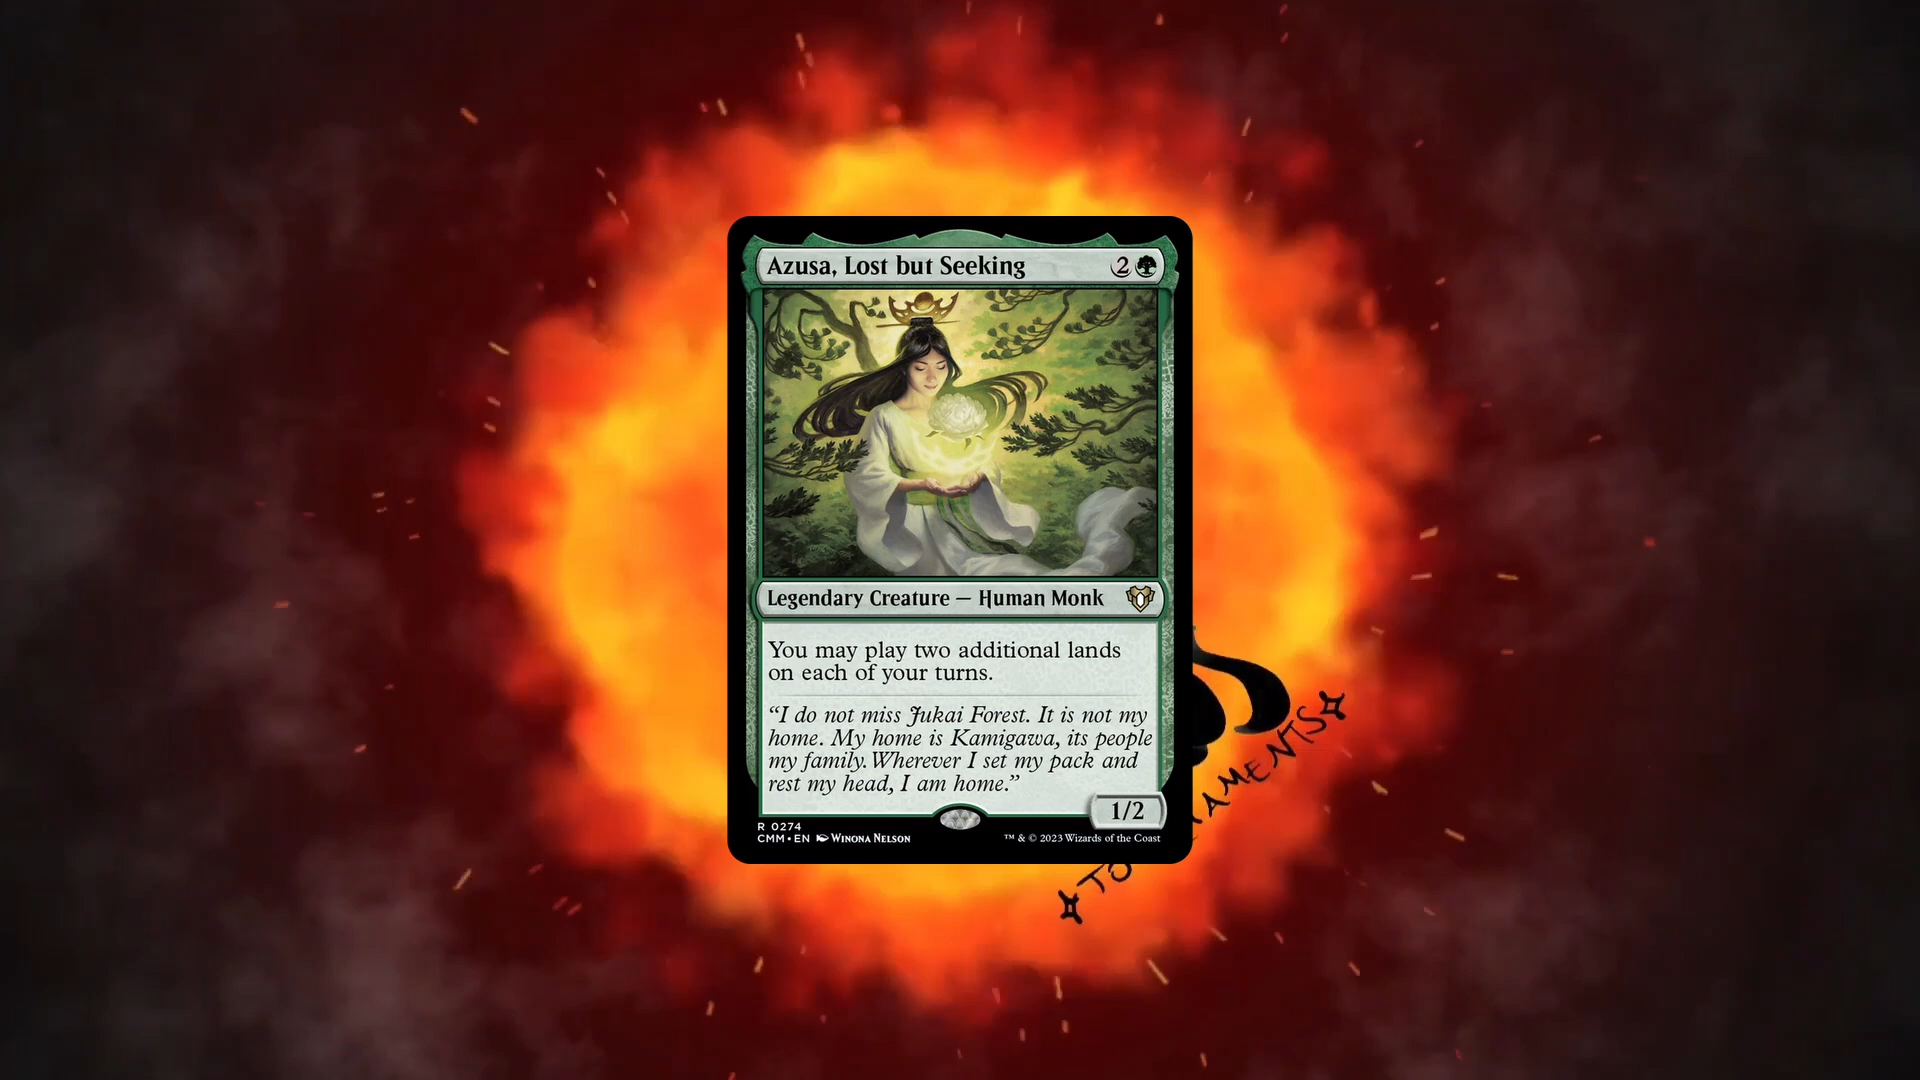 Azusa, Lost but Seeking 2
Legendary Creature — Human Monk
You may play two additional lands
on each of your turns.
“I do not miss Jukai Forest. It is not my
home. My home is Kamigawa, its people
my family. Wherever I set my pack and
rest my head, I am home.”
1/2
R 0274
CMM • EN Winona Nelson
™ & © 2023 Wizards of the Coast